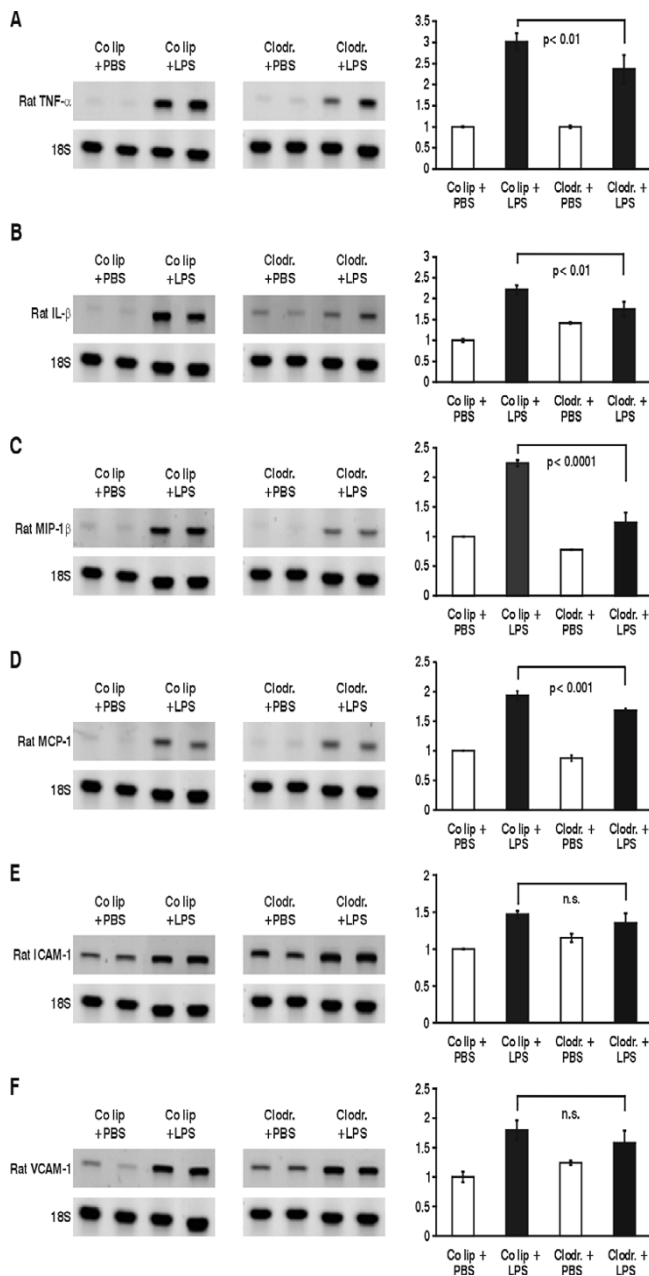 A
Co lip Co lip Clodr. Clodr.
+PBS +LPS +PBS +LPS
Rat TNF-α
18S
3.5
3
2.5
2
1.5
1
0.5
0
p< 0.01
Co lip + Co lip + Clodr. + Clodr. +
PBS LPS PBS LPS
B
Co lip Co lip Clodr. Clodr.
+PBS +LPS +PBS +LPS
Rat IL-β
18S
3
2.5
2
1.5
1
0.5
0
p< 0.01
Co lip + Co lip + Clodr. + Clodr. +
PBS LPS PBS LPS
C
Co lip Co lip Clodr. Clodr.
+PBS +LPS +PBS +LPS
Rat MIP-1β
18S
2.5
2
1.5
1
0.5
0
p< 0.0001
Co lip + Co lip + Clodr. + Clodr. +
PBS LPS PBS LPS
D
Co lip Co lip Clodr. Clodr.
+PBS +LPS +PBS +LPS
Rat MCP-1
18S
2.5
2
1.5
1
0.5
0
p< 0.001
Co lip + Co lip + Clodr. + Clodr. +
PBS LPS PBS LPS
E
Co lip Co lip Clodr. Clodr.
+PBS +LPS +PBS +LPS
Rat ICAM-1
18S
2
1.5
1
0.5
0
n.s.
Co lip + Co lip + Clodr. + Clodr. +
PBS LPS PBS LPS
F
Co lip Co lip Clodr. Clodr.
+PBS +LPS +PBS +LPS
Rat VCAM-1
18S
2.5
2
1.5
1
0.5
0
n.s.
Co lip + Co lip + Clodr. + Clodr. +
PBS LPS PBS LPS